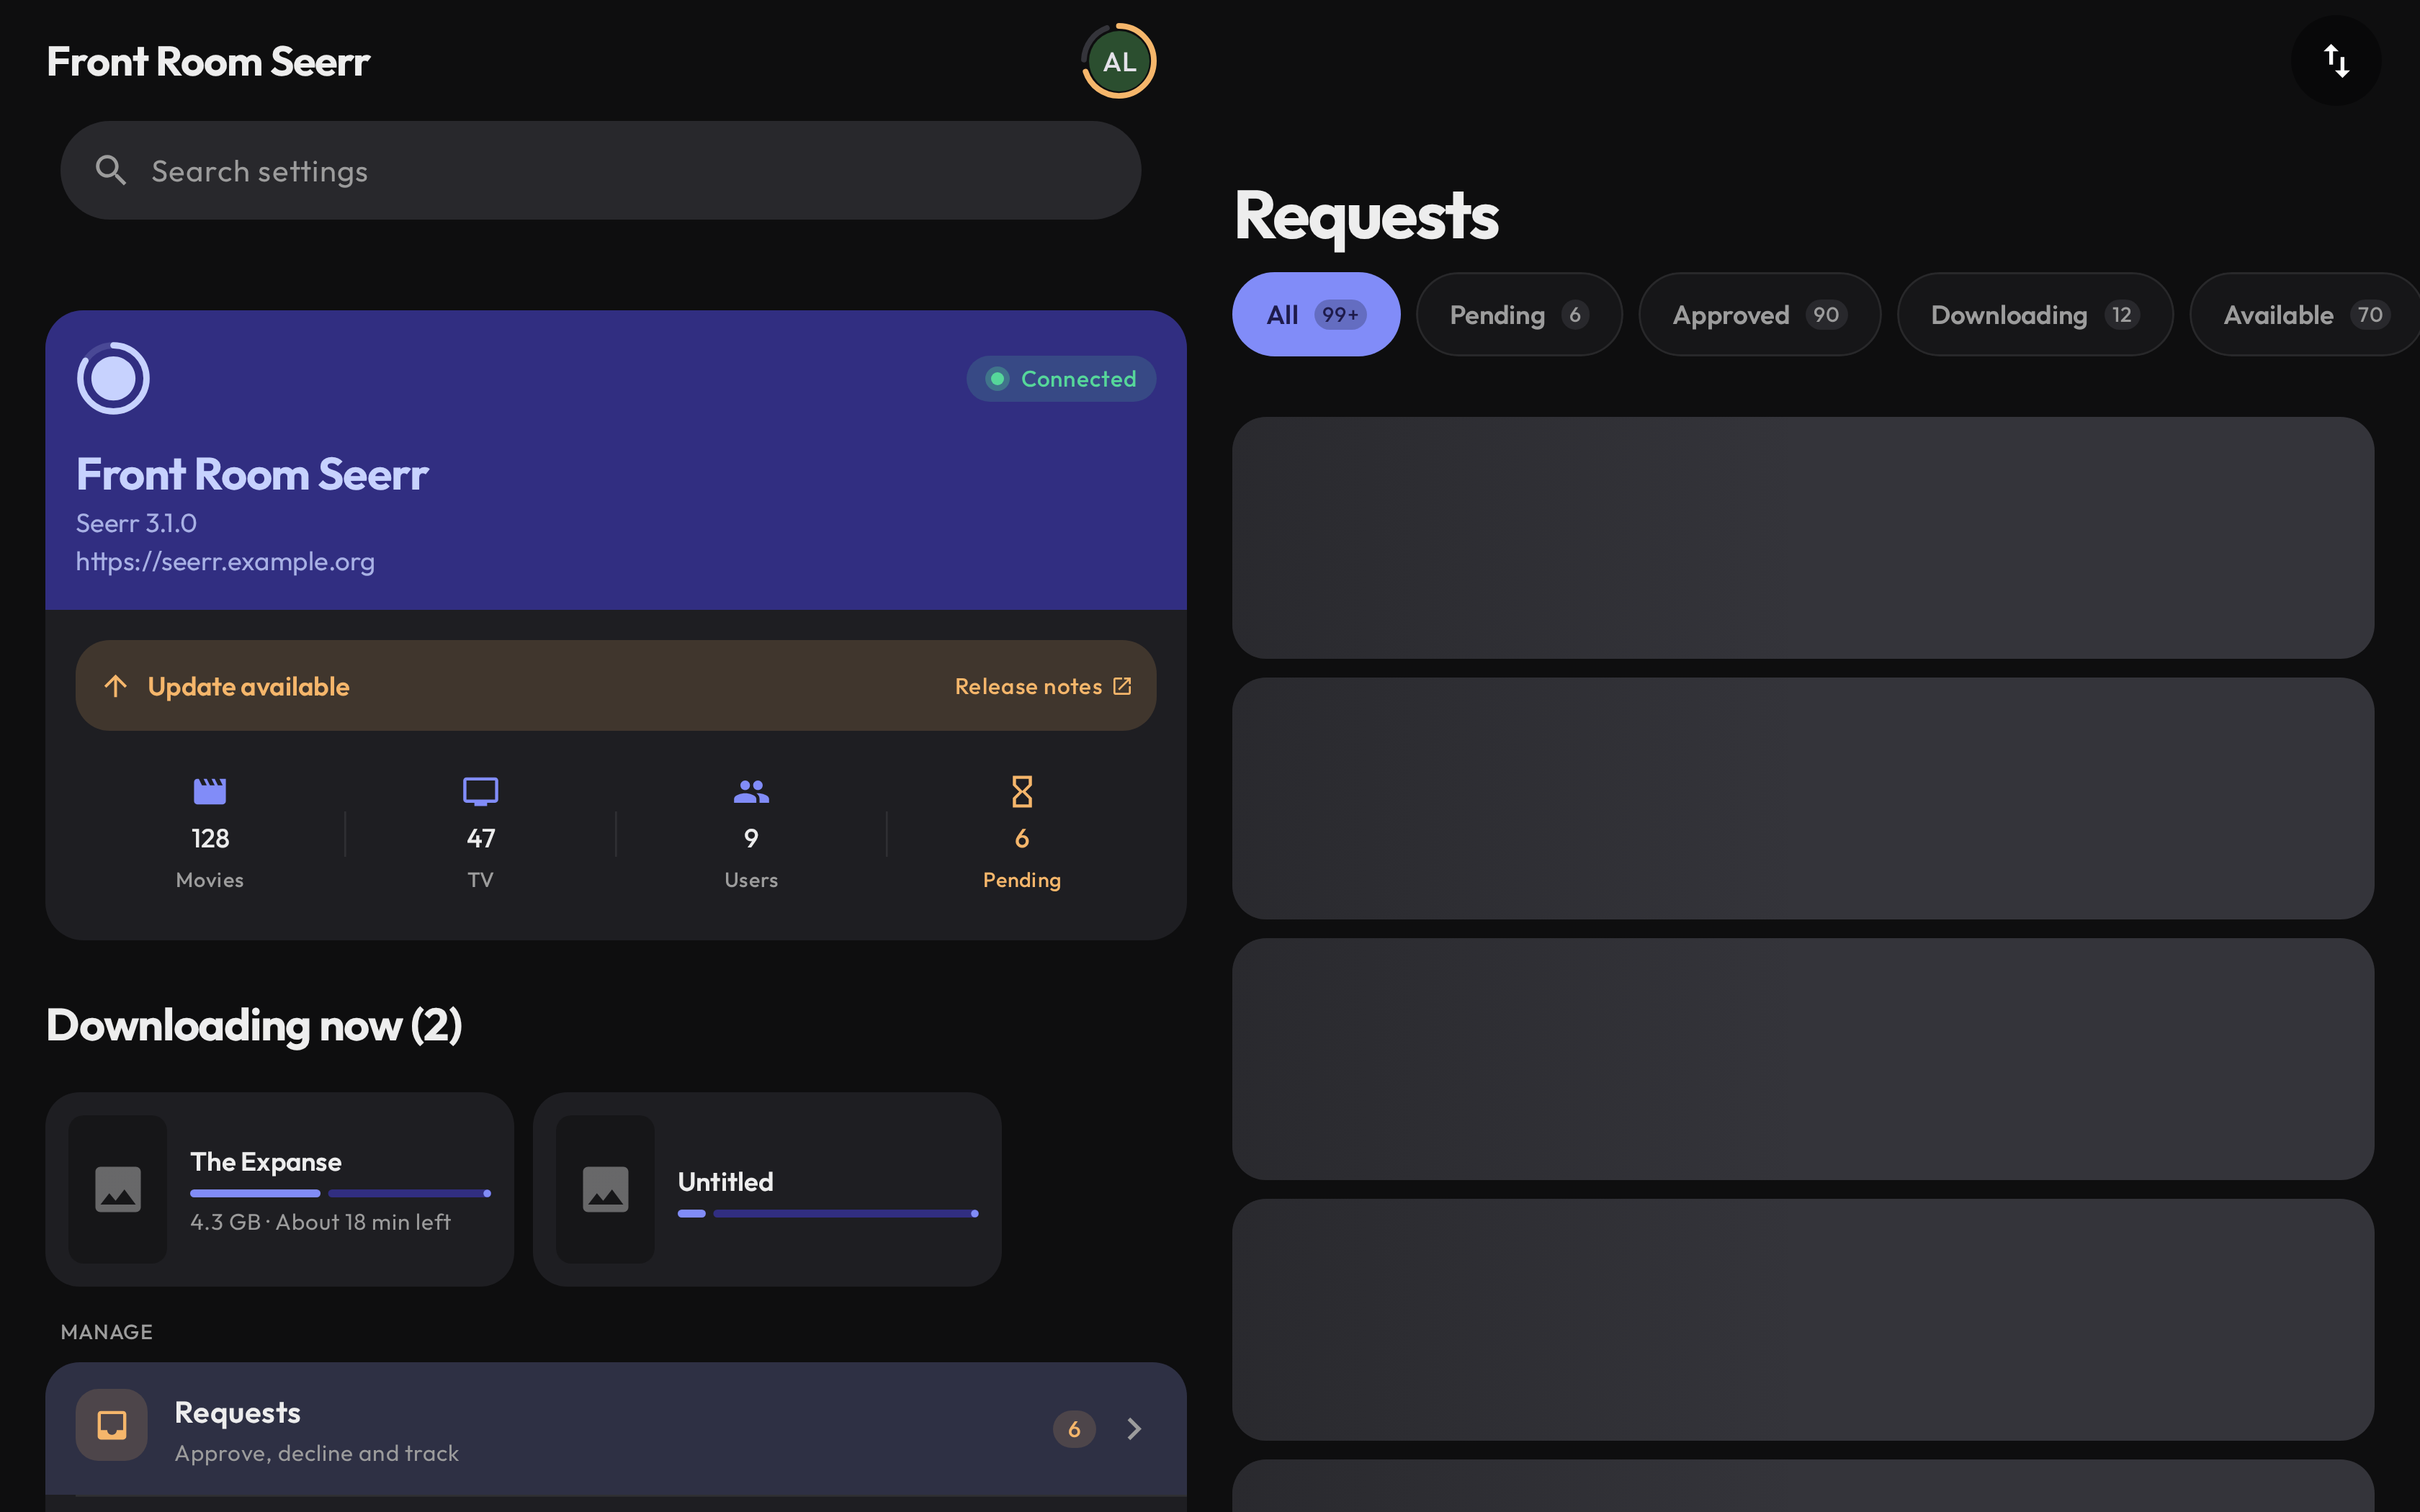 Front Room Seerr
AL
Search settings
Connected
Front Room Seerr
Seerr 3.1.0
https://seerr.example.org
Update available
Release notes
128
Movies
47
TV
9
Users
6
Pending
Downloading now (2)
The Expanse
4.3 GB · About 18 min left
Untitled
MANAGE
Requests
Approve, decline and track
6
Requests
All 99+
Pending 6
Approved 90
Downloading 12
Available 70